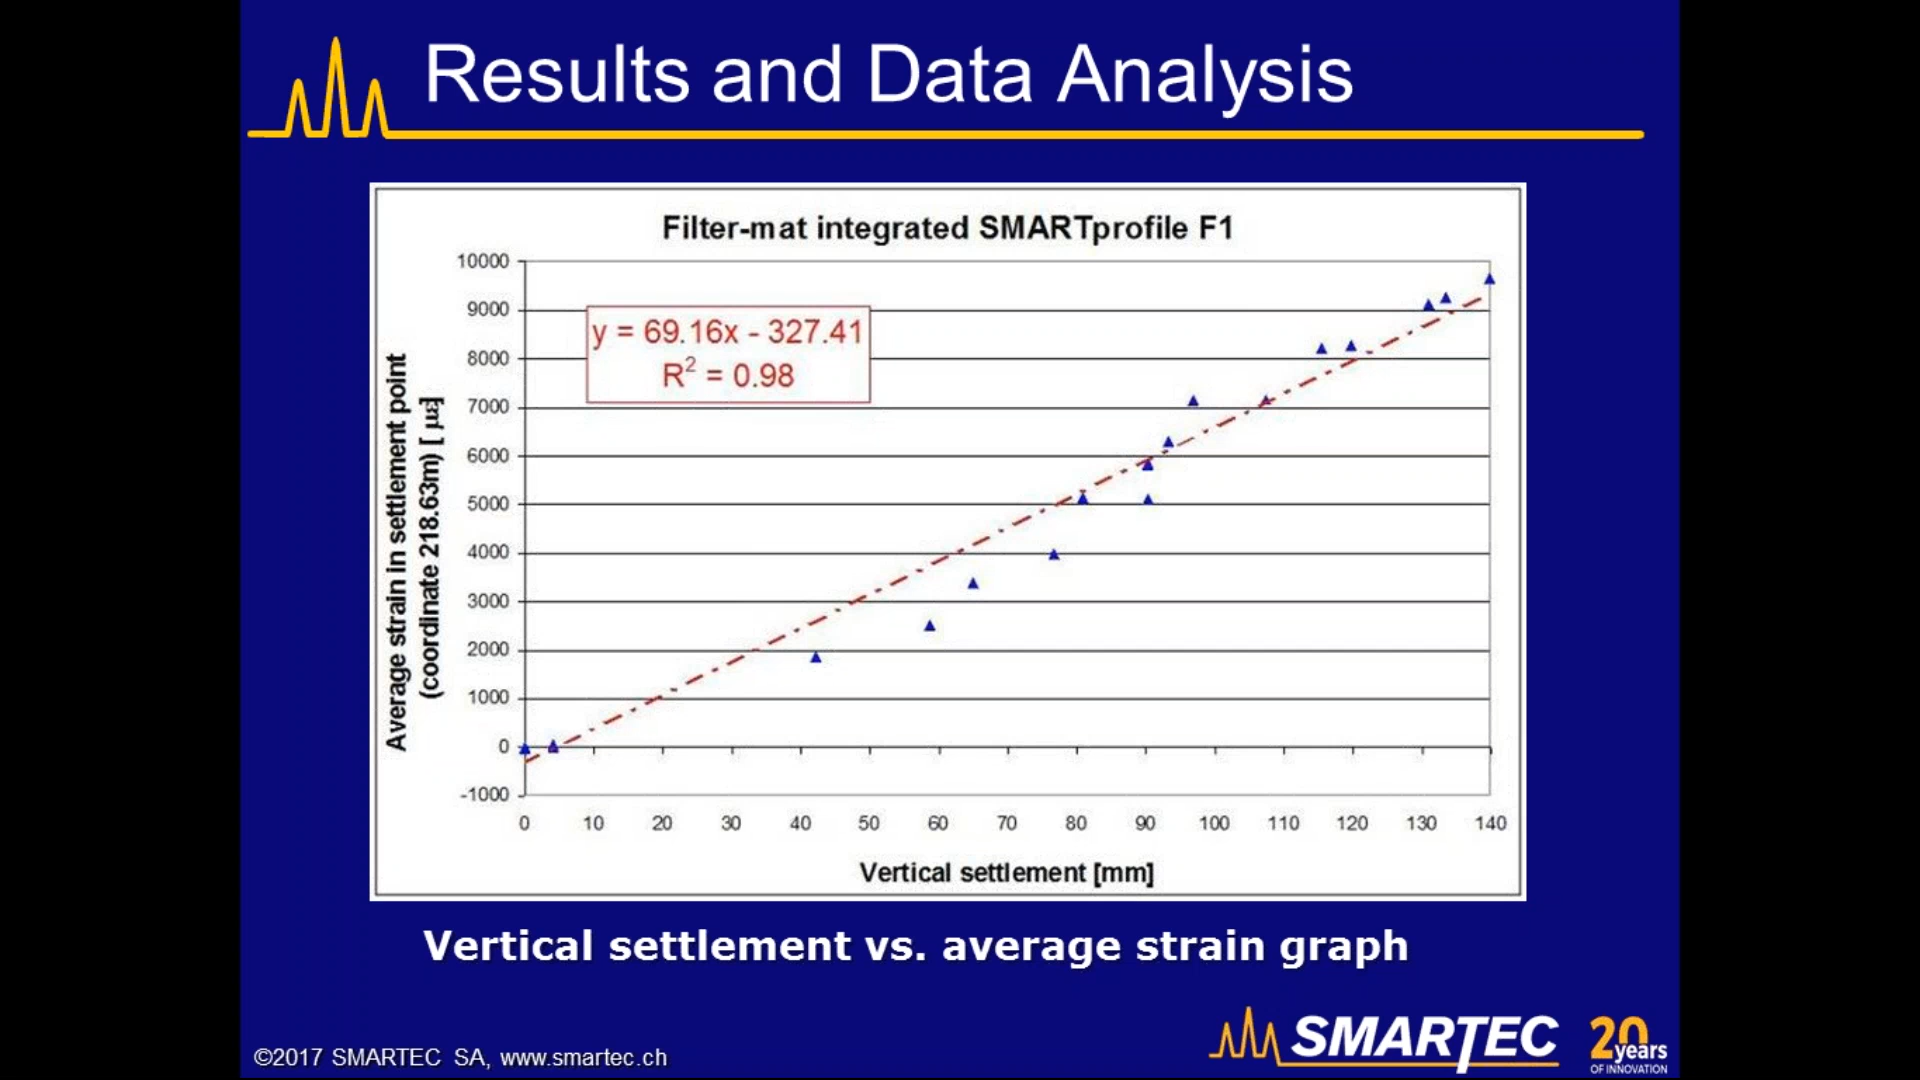 Results and Data Analysis
Filter-mat integrated SMARTprofile F1
10000
9000
8000
7000
6000
5000
4000
3000
2000
1000
0
-1000
y = 69.16x - 327.41
R² = 0.98
Average strain in settlement point
(coordinate 218.63m) [ µε]
0 10 20 30 40 50 60 70 80 90 100 110 120 130 140
Vertical settlement [mm]
Vertical settlement vs. average strain graph
©2017 SMARTEC SA, www.smartec.ch
SMARTEC
20 years
OF INNOVATION